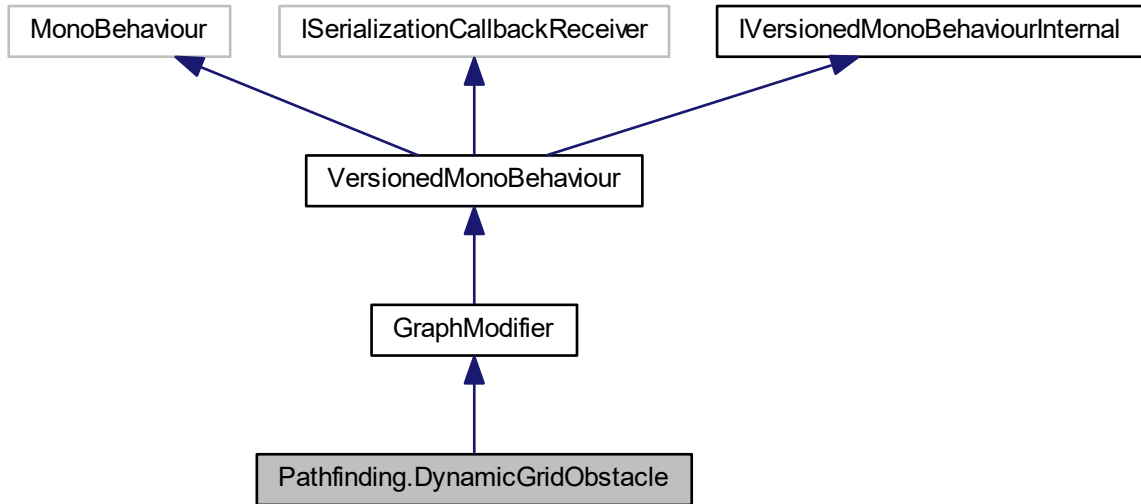 MonoBehaviour
ISerializationCallbackReceiver
IVersionedMonoBehaviourInternal
VersionedMonoBehaviour
GraphModifier
Pathfinding.DynamicGridObstacle